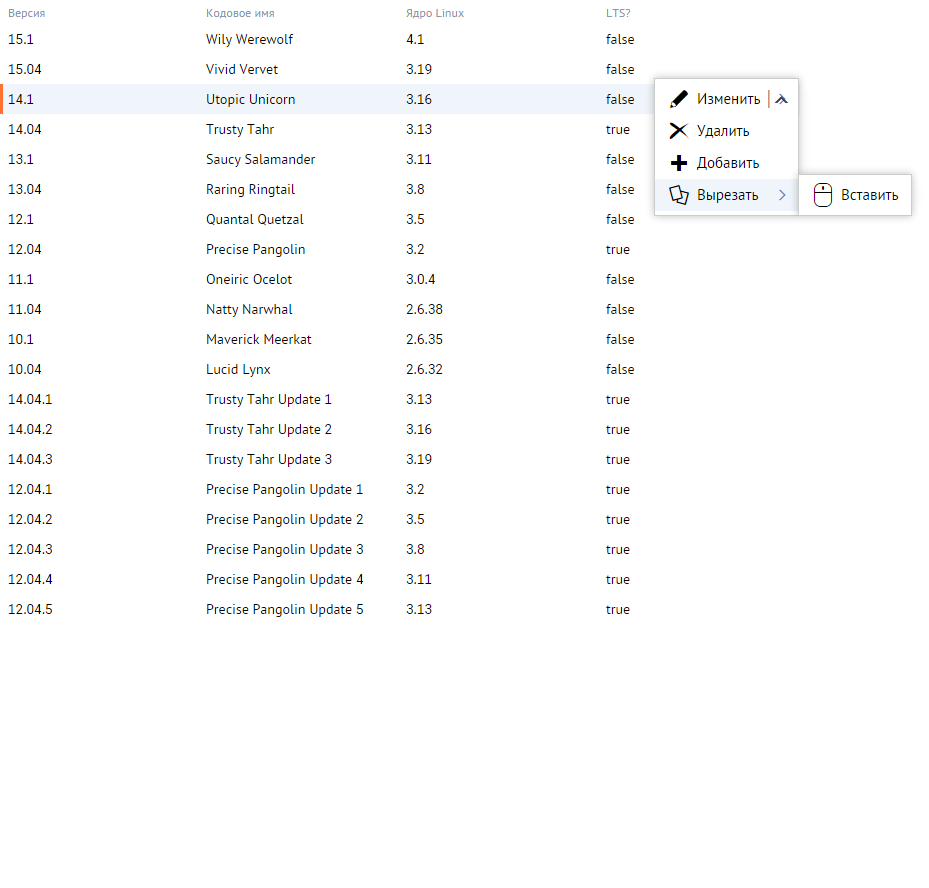 Версия Кодовое имя Ядро Linux LTS?
15.1 Wily Werewolf 4.1 false
15.04 Vivid Vervet 3.19 false
14.1 Utopic Unicorn 3.16 false Изменить
14.04 Trusty Tahr 3.13 true Удалить
13.1 Saucy Salamander 3.11 false Добавить
13.04 Raring Ringtail 3.8 false Вырезать Вставить
12.1 Quantal Quetzal 3.5 false
12.04 Precise Pangolin 3.2 true
11.1 Oneiric Ocelot 3.0.4 false
11.04 Natty Narwhal 2.6.38 false
10.1 Maverick Meerkat 2.6.35 false
10.04 Lucid Lynx 2.6.32 false
14.04.1 Trusty Tahr Update 1 3.13 true
14.04.2 Trusty Tahr Update 2 3.16 true
14.04.3 Trusty Tahr Update 3 3.19 true
12.04.1 Precise Pangolin Update 1 3.2 true
12.04.2 Precise Pangolin Update 2 3.5 true
12.04.3 Precise Pangolin Update 3 3.8 true
12.04.4 Precise Pangolin Update 4 3.11 true
12.04.5 Precise Pangolin Update 5 3.13 true